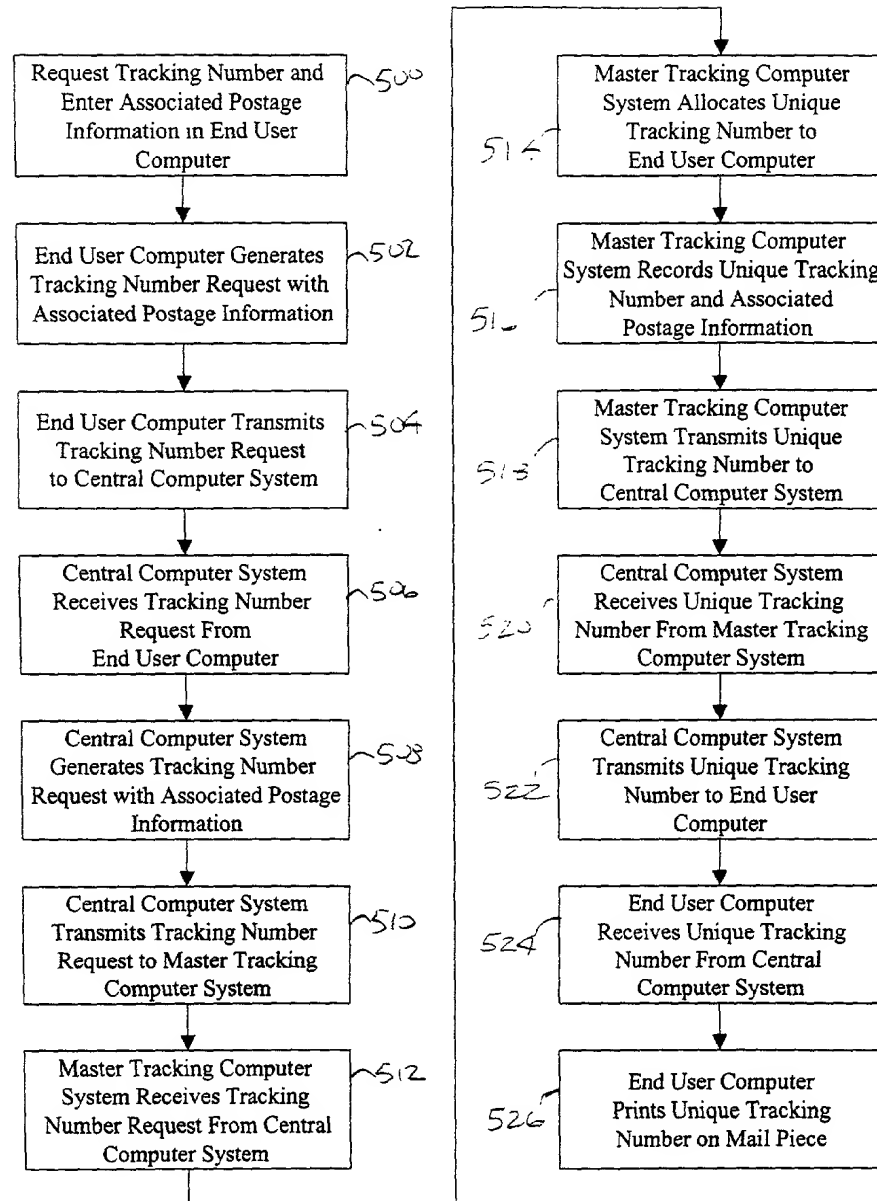 Request Tracking Number and
Enter Associated Postage
Information in End User
Computer
500
End User Computer Generates
Tracking Number Request with
Associated Postage Information
502
End User Computer Transmits
Tracking Number Request
to Central Computer System
504
Central Computer System
Receives Tracking Number
Request From
End User Computer
506
Central Computer System
Generates Tracking Number
Request with Associated Postage
Information
508
Central Computer System
Transmits Tracking Number
Request to Master Tracking
Computer System
510
Master Tracking Computer
System Receives Tracking
Number Request From Central
Computer System
512
Master Tracking Computer
System Allocates Unique
Tracking Number to
End User Computer
514
Master Tracking Computer
System Records Unique Tracking
Number and Associated
Postage Information
516
Master Tracking Computer
System Transmits Unique
Tracking Number to
Central Computer System
518
Central Computer System
Receives Unique Tracking
Number From Master Tracking
Computer System
520
Central Computer System
Transmits Unique Tracking
Number to End User
Computer
522
End User Computer
Receives Unique Tracking
Number From Central
Computer System
524
End User Computer
Prints Unique Tracking
Number on Mail Piece
526